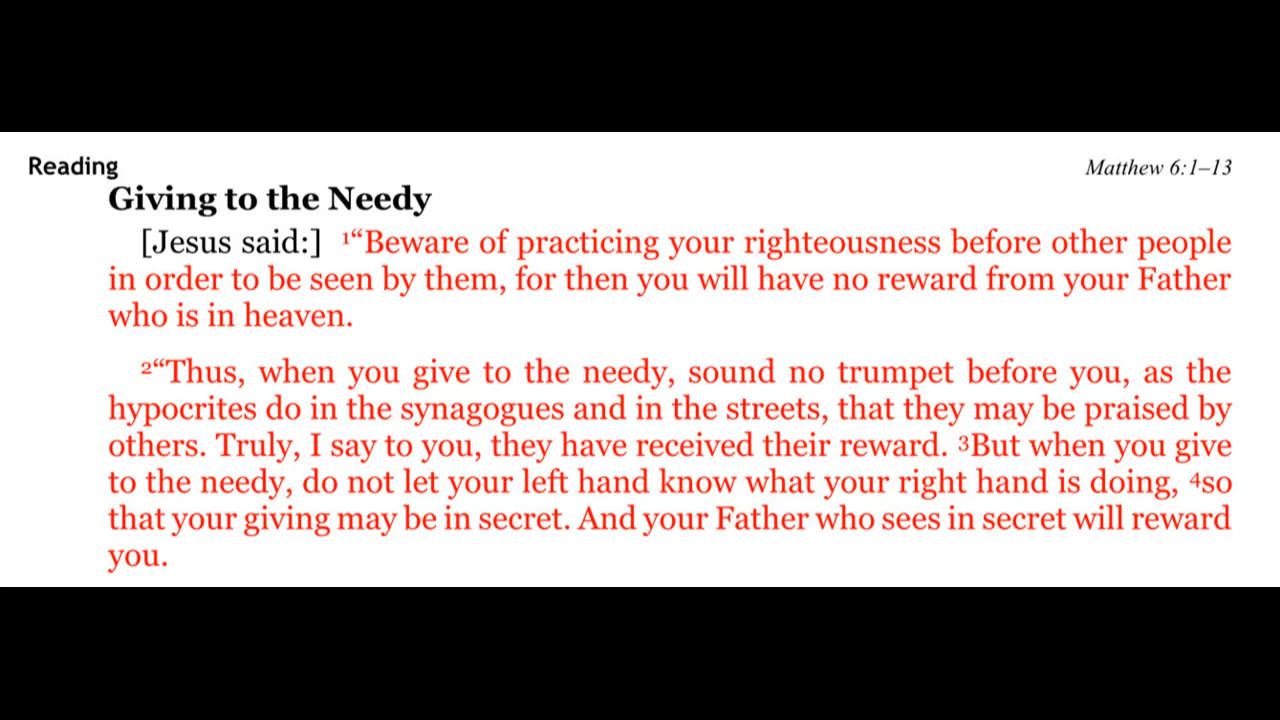 Reading
Matthew 6:1–13
Giving to the Needy
[Jesus said:] 1“Beware of practicing your righteousness before other people
in order to be seen by them, for then you will have no reward from your Father
who is in heaven.
2“Thus, when you give to the needy, sound no trumpet before you, as the
hypocrites do in the synagogues and in the streets, that they may be praised by
others. Truly, I say to you, they have received their reward. 3But when you give
to the needy, do not let your left hand know what your right hand is doing, 4so
that your giving may be in secret. And your Father who sees in secret will reward
you.